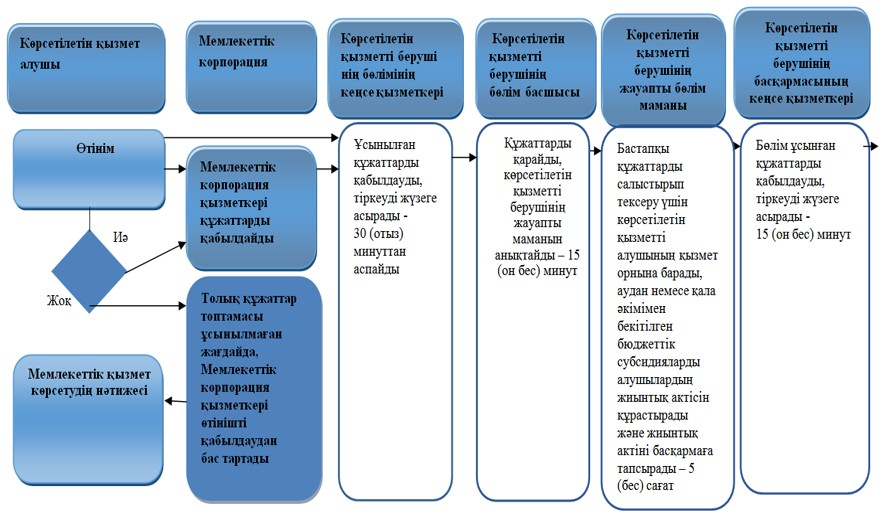 Көрсетілетін қызмет
алушы
Мемлекеттік
корпорация
Көрсетілетін
қызметті беруші
нің бөлімінің
кеңсе қызметкері
Көрсетілетін
қызметті
берушінің
бөлім басшысы
Көрсетілетін
қызметті
берушінің
жауапты бөлім
маманы
Көрсетілетін
қызметті
берушінің
басқармасының
кеңсе қызметкері
Өтінім
Мемлекеттік
корпорация
қызметкері
құжаттарды
қабылдайды
Иә
Жоқ
Толық құжаттар
топтамасы
ұсынылмаған
жағдайда,
Мемлекеттік
корпорация
қызметкері
өтінішті
қабылдаудан
бас тартады
Мемлекеттік қызмет
көрсетудің нәтижесі
Ұсынылған
құжаттарды
қабылдауды,
тіркеуді жүзеге
асырады -
30 (отыз)
минуттан
аспайды
Құжаттарды
қарайды,
көрсетілетін
қызметті
берушінің
жауапты
маманын
анықтайды – 15
(он бес) минут
Бастапқы
құжаттарды
салыстырып
тексеру үшін
көрсетілетін
қызметті
алушының қызмет
орнына барады,
аудан немесе қала
әкімімен
бекітілген
бюджеттік
субсидияларды
алушылардың
жиынтық актісін
құрастырады
және жиынтық
актіні басқармаға
тапсырады – 5
(бес) сағат
Бөлім ұсынған
құжаттарды
қабылдауды,
тіркеуді жүзеге
асырады -
15 (он бес) минут